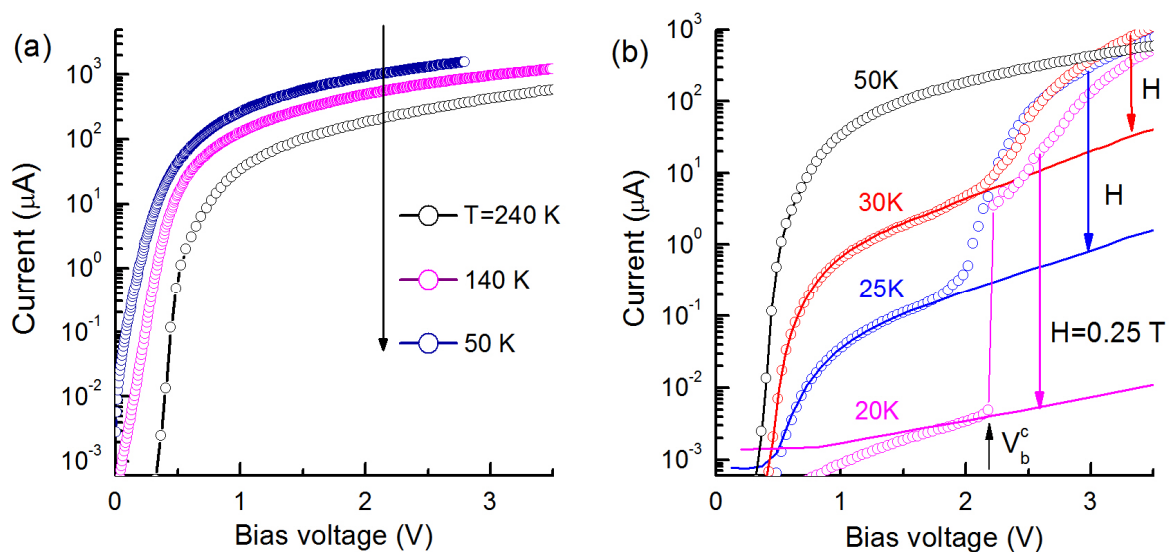 (a)
10³
10²
10¹
10⁰
10⁻¹
10⁻²
10⁻³
Current (μA)
T=240 K
140 K
50 K
0
1
2
3
Bias voltage (V)
(b)
10³
10²
10¹
10⁰
10⁻¹
10⁻²
10⁻³
Current (μA)
50K
30K
25K
20K
H
H
H=0.25 T
V_b^c
0
1
2
3
Bias voltage (V)